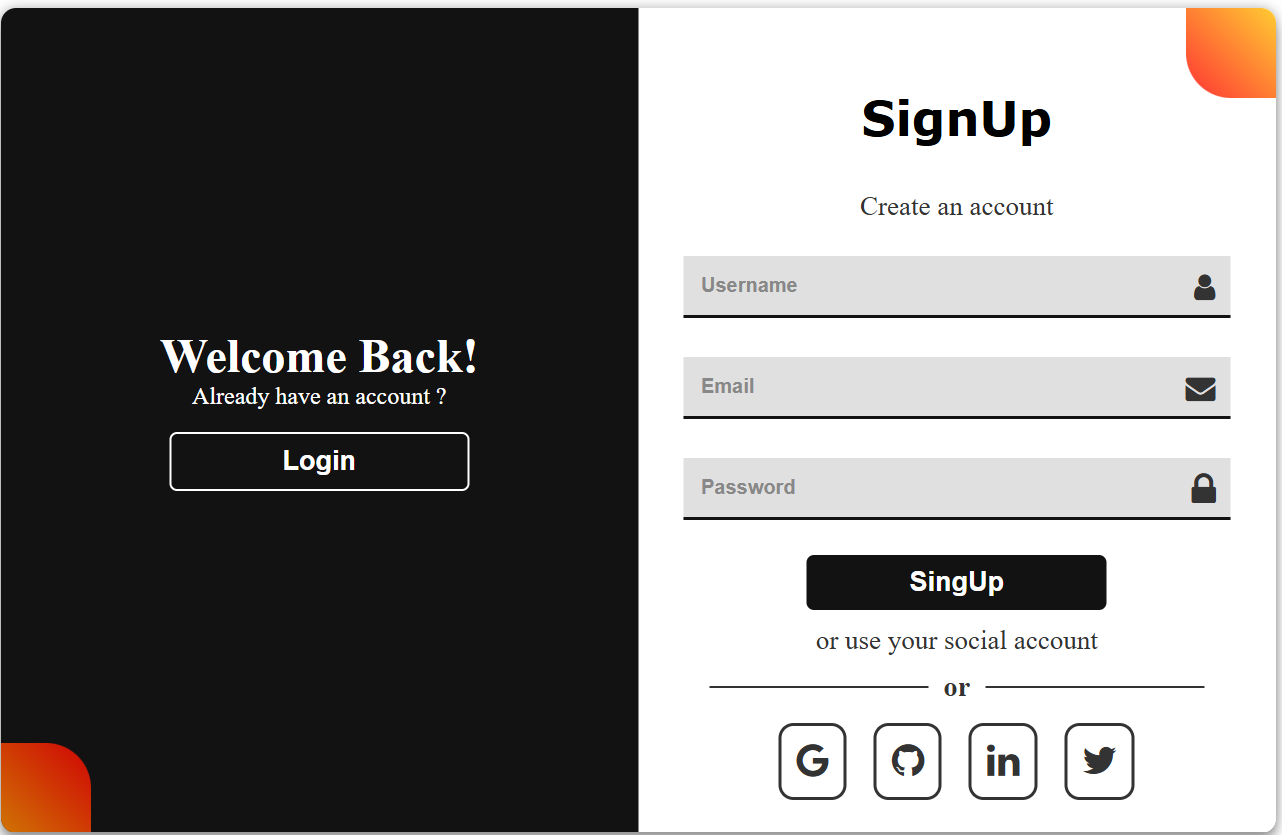 Welcome Back!
Already have an account ?
Login
SignUp
Create an account
Username
Email
Password
SingUp
or use your social account
or